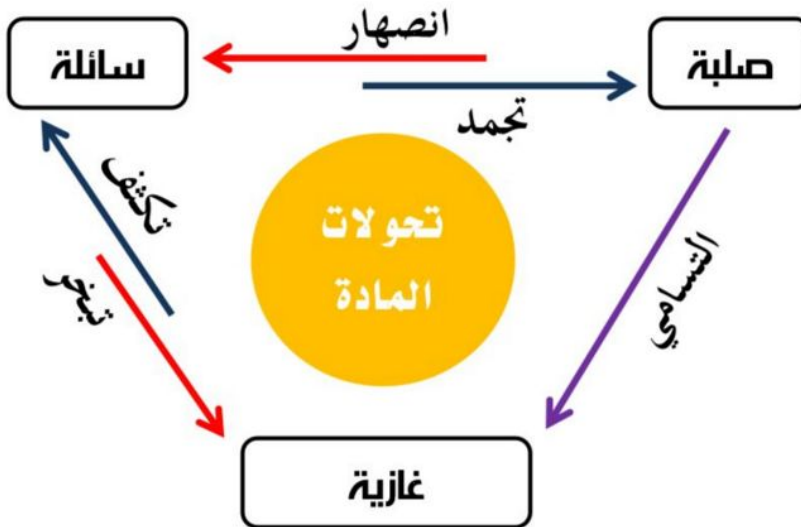 انصهار
صلبة
سائلة
تجمد
تكثف
تحولات
المادة
التسامي
تبخر
غازية